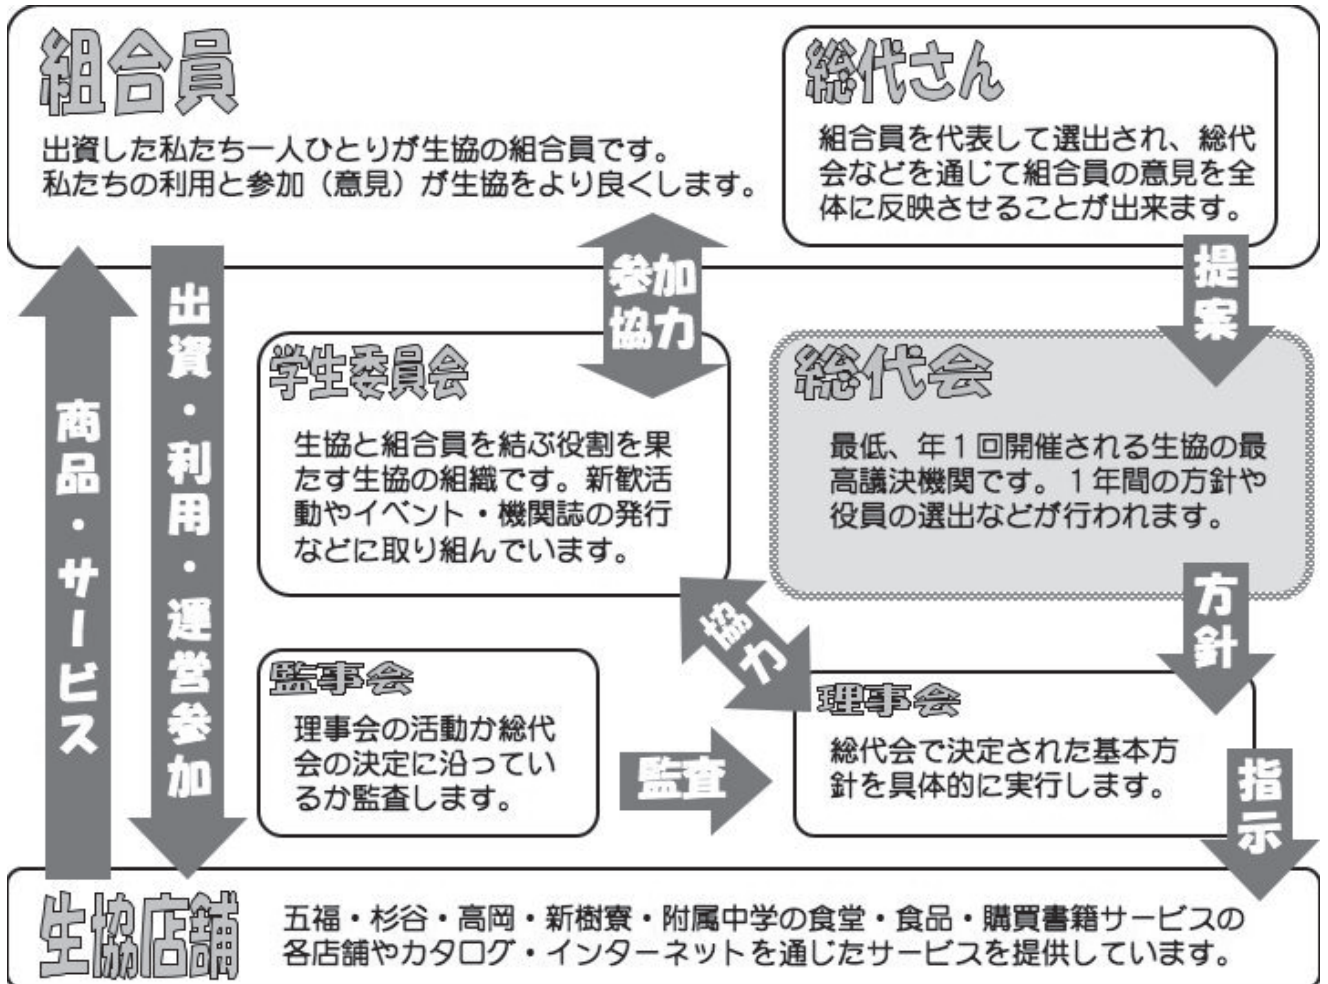 組合員
出資した私たち一人ひとりが生協の組合員です。
私たちの利用と参加（意見）が生協をより良くします。
総代さん
組合員を代表して選出され、総代
会などを通じて組合員の意見を全
体に反映させることが出来ます。
商品・サービス
出資・利用・運営参加
参加
協力
提案
学生委員会
生協と組合員を結ぶ役割を果
たす生協の組織です。新歓活
動やイベント・機関誌の発行
などに取り組んでいます。
総代会
最低、年１回開催される生協の最
高議決機関です。１年間の方針や
役員の選出などが行われます。
協力
方針
監事会
理事会の活動か総代
会の決定に沿ってい
るか監査します。
監査
理事会
総代会で決定された基本方
針を具体的に実行します。
指示
生協店舗
五福・杉谷・高岡・新樹寮・附属中学の食堂・食品・購買書籍サービスの
各店舗やカタログ・インターネットを通じたサービスを提供しています。